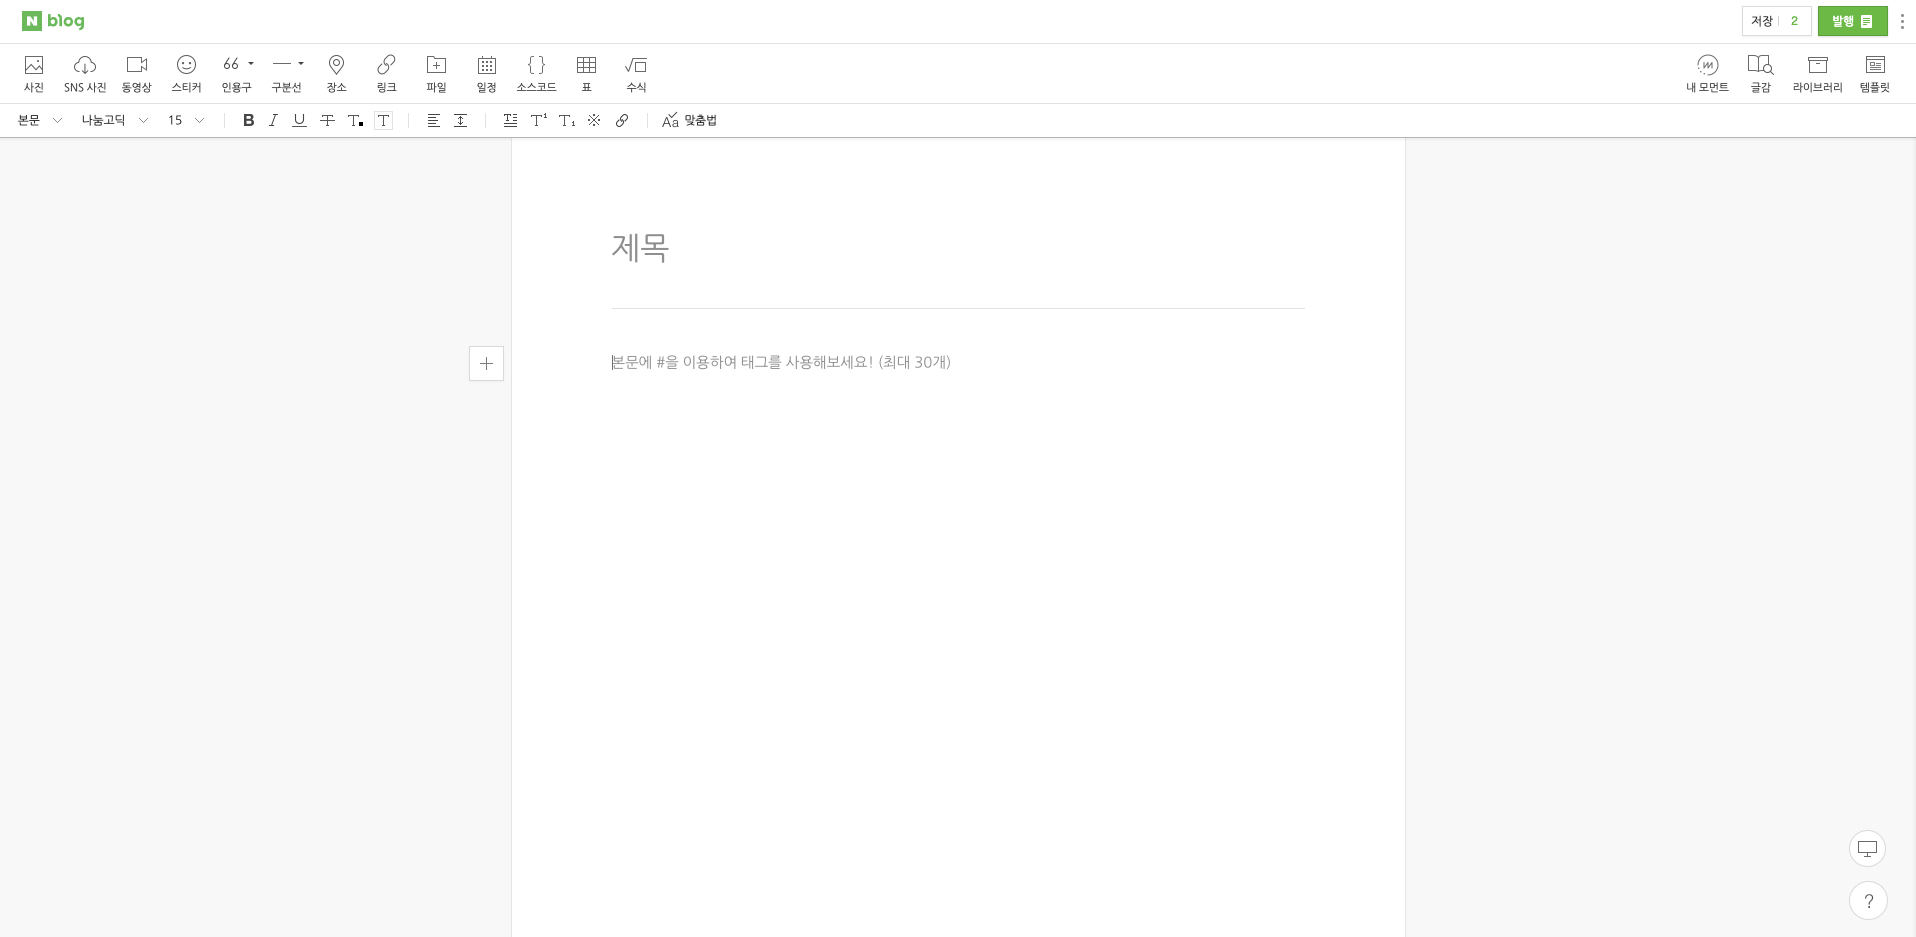 N blog
저장 2 발행
사진 SNS 사진 동영상 스티커 66 인용구 구분선 장소 링크 파일 일정 소스코드 표 수식 내 모먼트 글감 라이브러리 템플릿
본문 나눔고딕 15 B I U T T T T¹ T₁ Aa 맞춤법
제목
본문에 #을 이용하여 태그를 사용해보세요! (최대 30개)
?